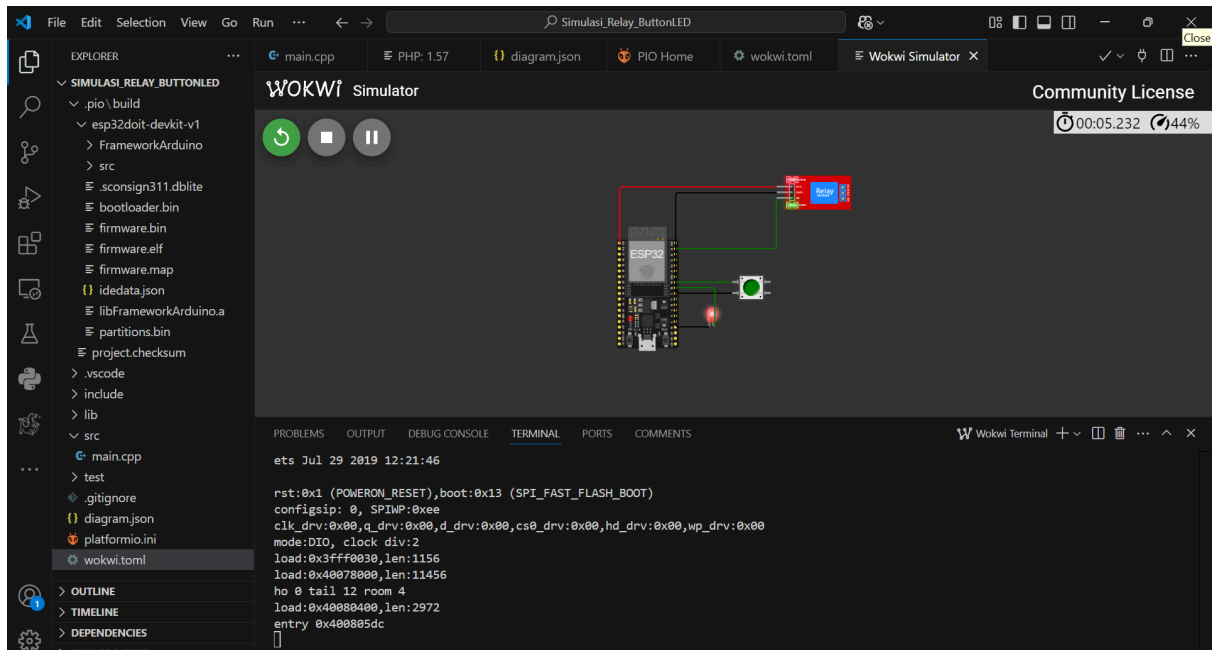 File Edit Selection View Go Run ··· Simulasi_Relay_ButtonLED
Close
EXPLORER ···
SIMULASI_RELAY_BUTTONLED
.pio \ build
esp32doit-devkit-v1
FrameworkArduino
src
.sconsign311.dblite
bootloader.bin
firmware.bin
firmware.elf
firmware.map
{} idedata.json
libFrameworkArduino.a
partitions.bin
project.checksum
.vscode
include
lib
src
main.cpp
test
.gitignore
{} diagram.json
platformio.ini
wokwi.toml
OUTLINE
TIMELINE
DEPENDENCIES
1
main.cpp PHP: 1.57 {} diagram.json PIO Home wokwi.toml Wokwi Simulator
WOKWi Simulator Community License
00:05.232 44%
Relay
ESP32
PROBLEMS OUTPUT DEBUG CONSOLE TERMINAL PORTS COMMENTS Wokwi Terminal
ets Jul 29 2019 12:21:46
rst:0x1 (POWERON_RESET),boot:0x13 (SPI_FAST_FLASH_BOOT)
configsip: 0, SPIWP:0xee
clk_drv:0x00,q_drv:0x00,d_drv:0x00,cs0_drv:0x00,hd_drv:0x00,wp_drv:0x00
mode:DIO, clock div:2
load:0x3fff0030,len:1156
load:0x40078000,len:11456
ho 0 tail 12 room 4
load:0x40080400,len:2972
entry 0x400805dc